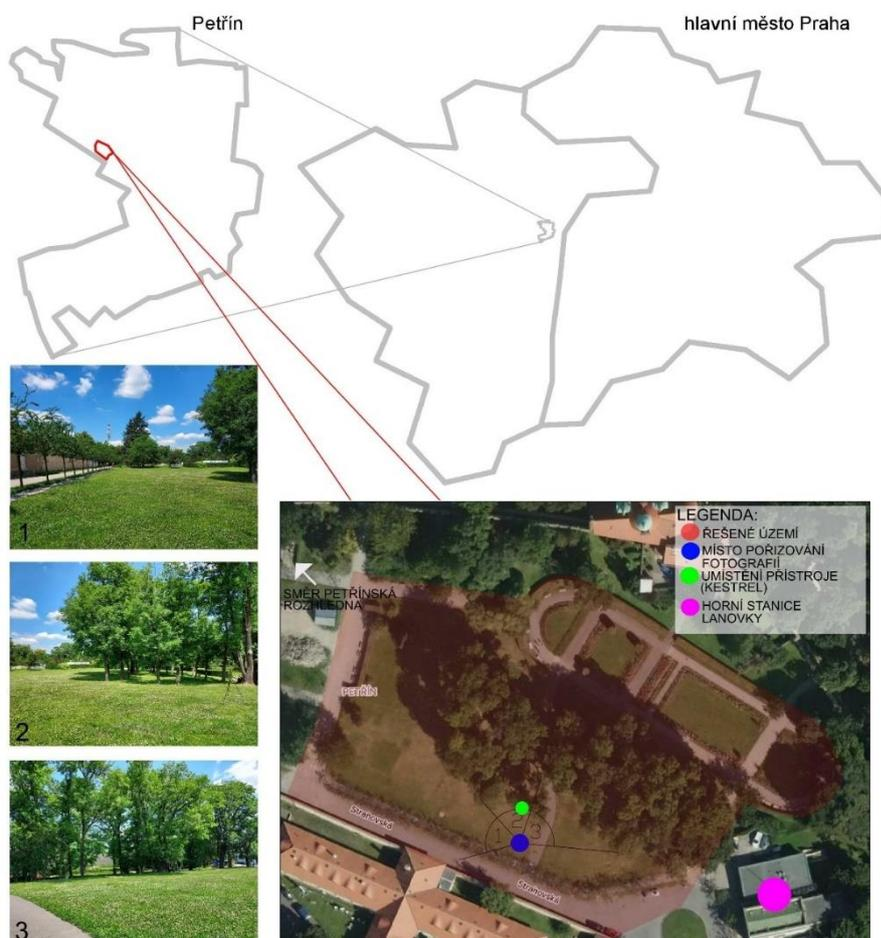 Petřín
hlavní město Praha
1
2
3
LEGENDA:
ŘEŠENÉ ÚZEMÍ
MÍSTO POŘIZOVÁNÍ
FOTOGRAFIÍ
UMÍSTĚNÍ PŘÍSTROJE
(KESTREL)
HORNÍ STANICE
LANOVKY
SMĚR PETŘÍNSKÁ
ROZHLEDNA
PETŘÍN
Strahovská
1
2
3
Strahovská